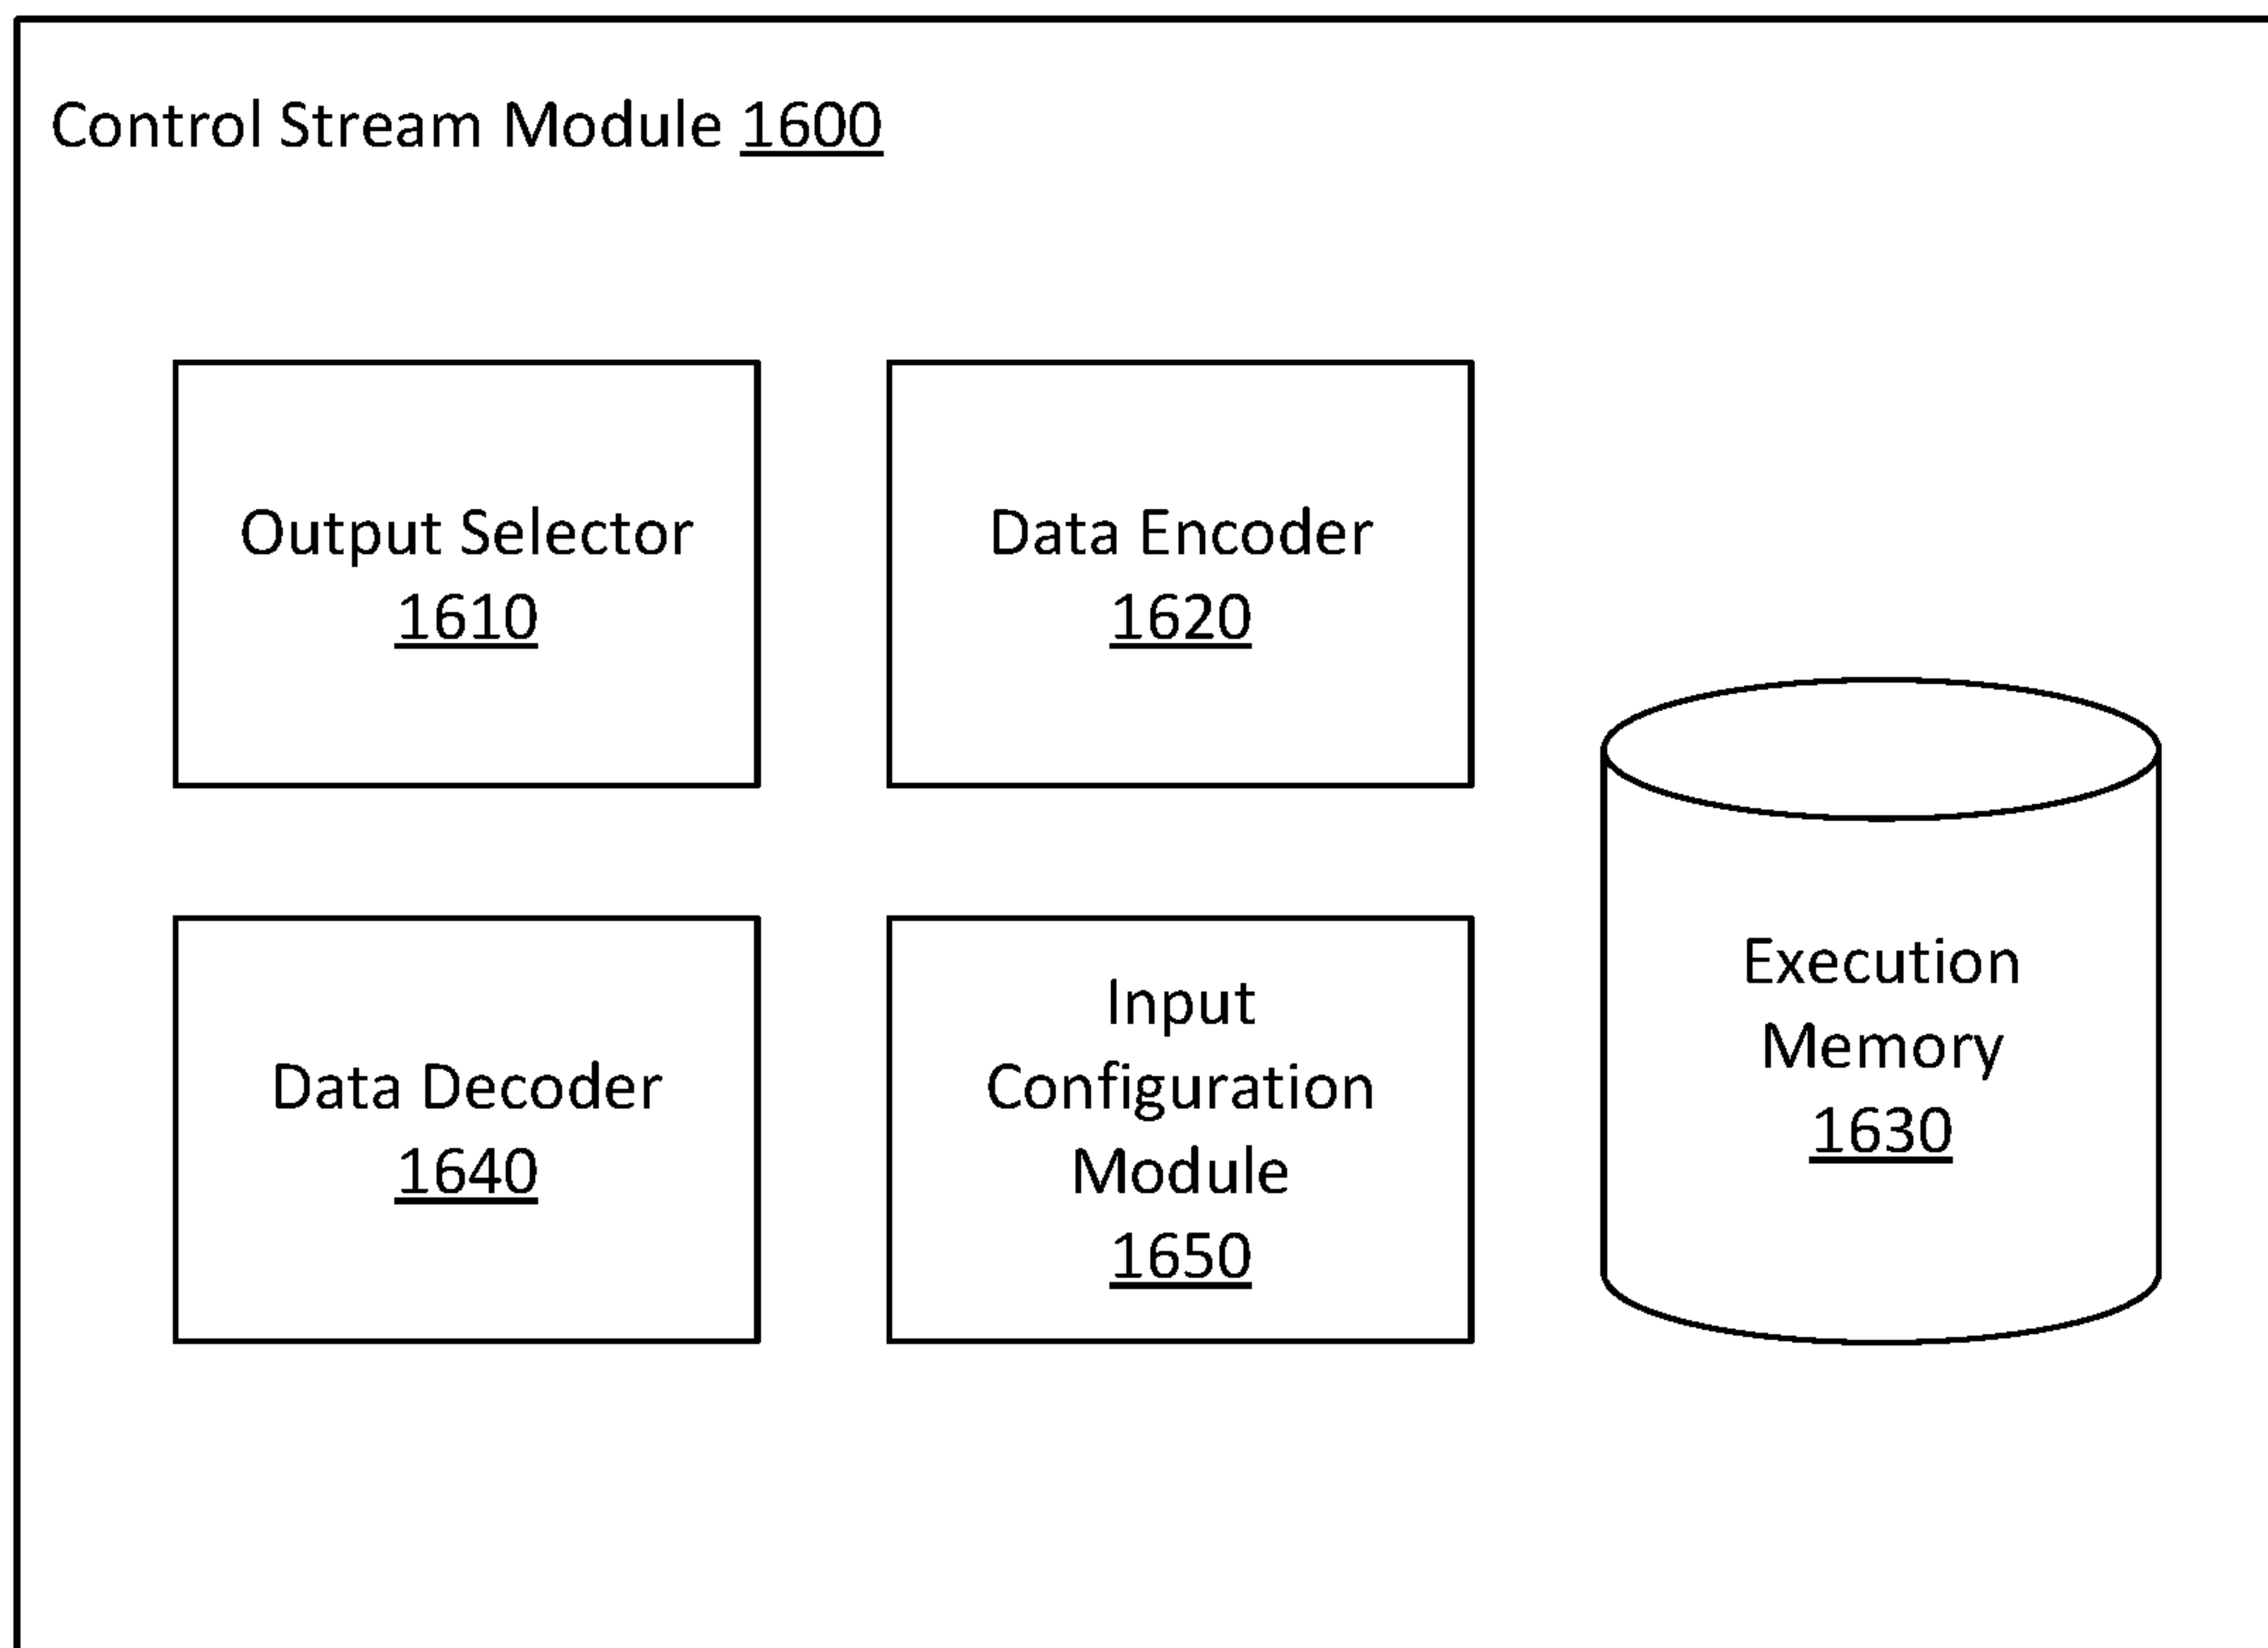 Control Stream Module 1600
Output Selector
1610
Data Encoder
1620
Data Decoder
1640
Input
Configuration
Module
1650
Execution
Memory
1630